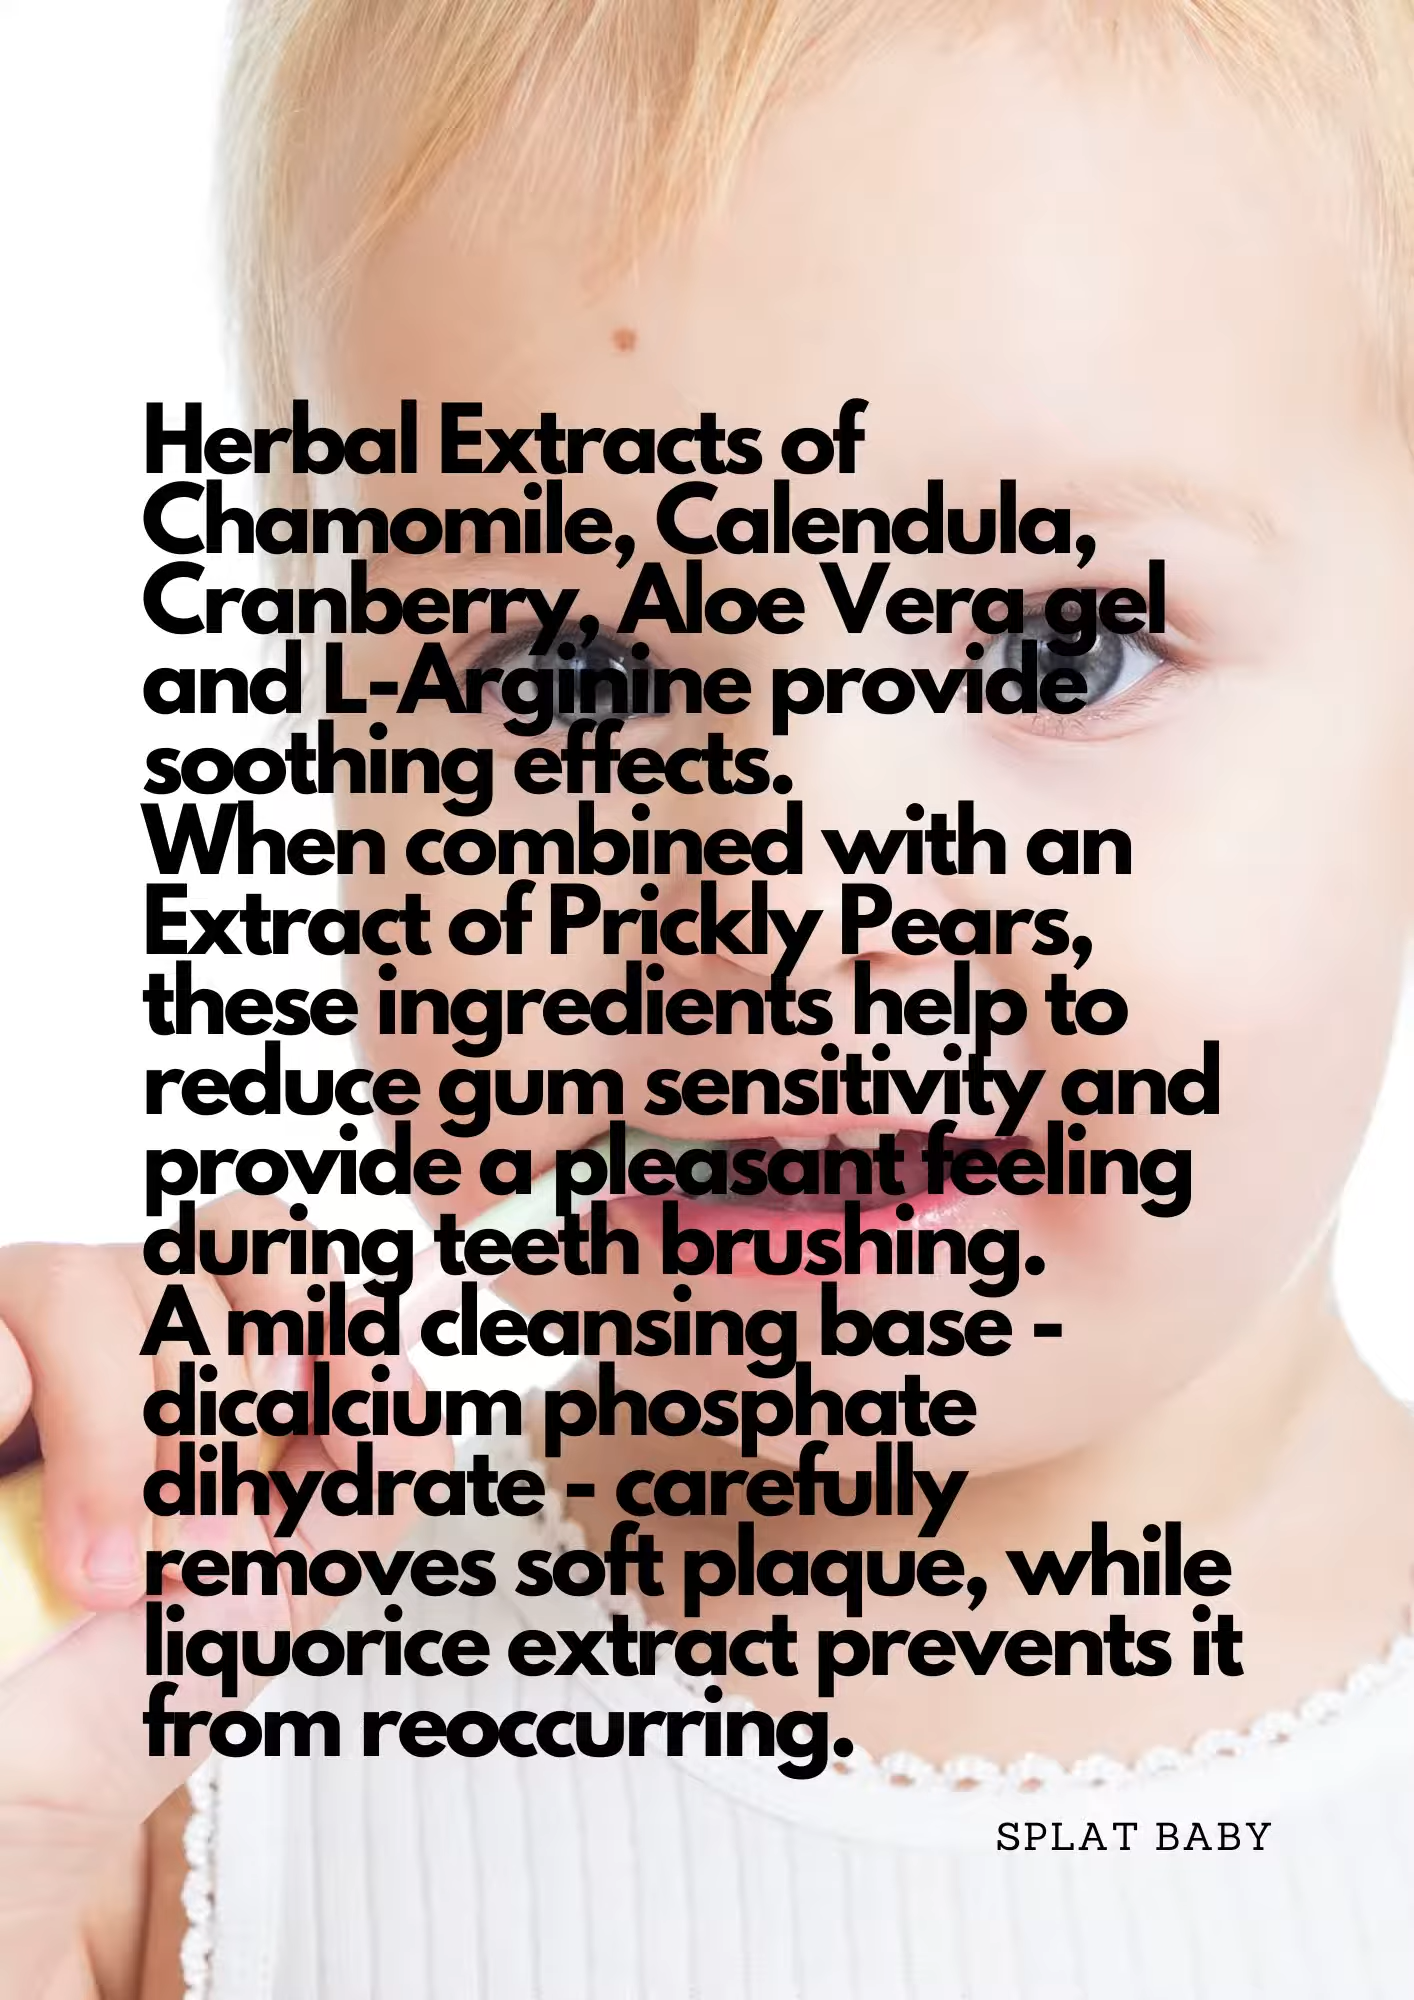 Herbal Extracts of
Chamomile, Calendula,
Cranberry, Aloe Vera gel
and L-Arginine provide
soothing effects.
When combined with an
Extract of Prickly Pears,
these ingredients help to
reduce gum sensitivity and
provide a pleasant feeling
during teeth brushing.
A mild cleansing base -
dicalcium phosphate
dihydrate - carefully
removes soft plaque, while
liquorice extract prevents it
from reoccurring.
SPLAT BABY